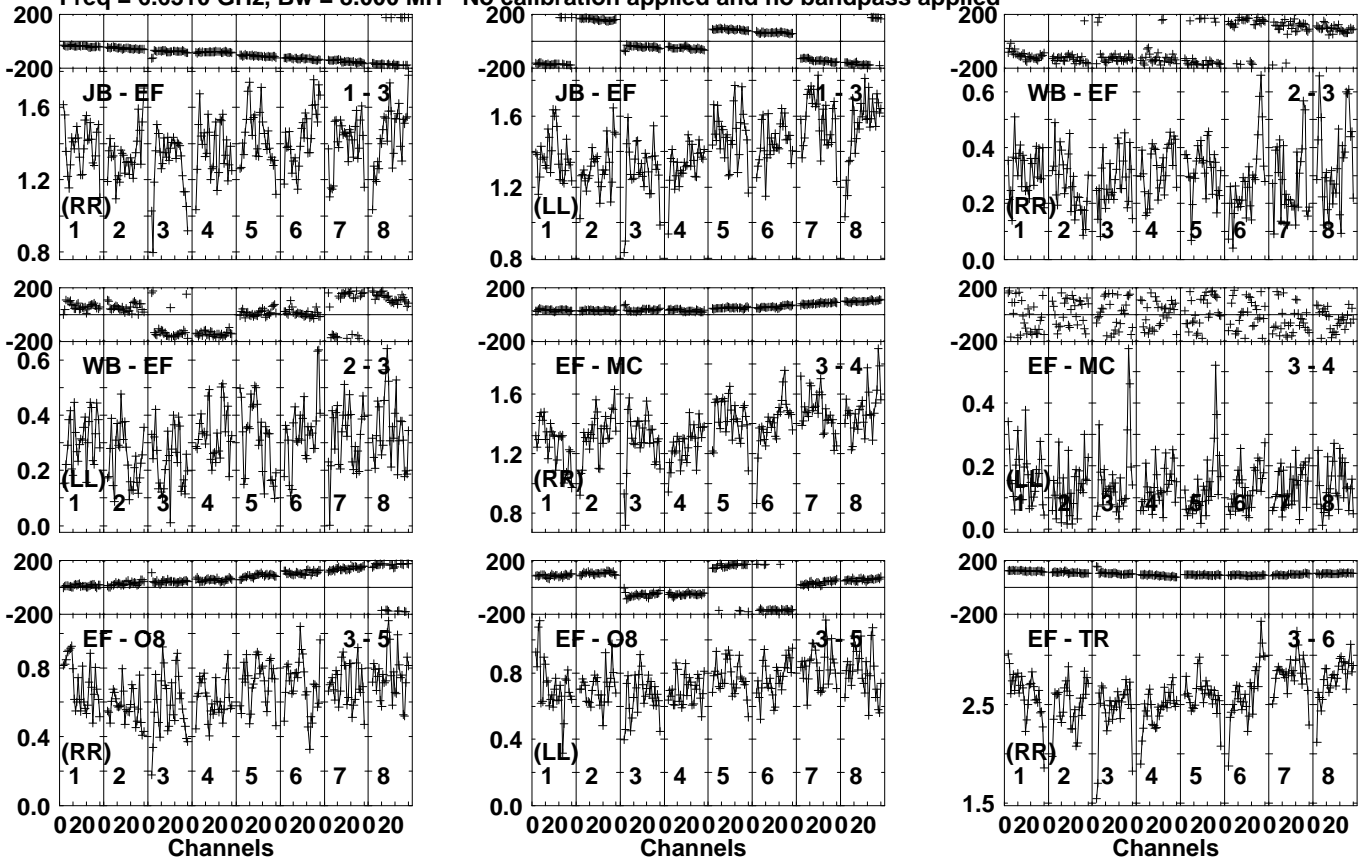 No calibration applied and no bandpass applied
200 200 200
-200 -200 -200
JB - EF 1 - 3 JB - EF 1 - 3 WB - EF 2 - 3
1.6 1.6 0.6
0.4
1.2 1.2 0.2
(RR) (LL) (RR)
1 2 3 4 5 6 7 8 1 2 3 4 5 6 7 8 1 2 3 4 5 6 7 8
0.8 0.8 0.0
200 200 200
-200 -200 -200
WB - EF 2 - 3 EF - MC 3 - 4 EF - MC 3 - 4
0.6 1.6
0.4 0.4
0.2 1.2 0.2
(LL) (RR) (LL)
1 2 3 4 5 6 7 8 1 2 3 4 5 6 7 8 1 2 3 4 5 6 7 8
0.0 0.8 0.0
200 200 200
-200 -200 -200
EF - O8 3 - 5 EF - O8 3 - 5 EF - TR 3 - 6
0.8 0.8 2.5
0.4 0.4
(RR) (LL) (RR)
1 2 3 4 5 6 7 8 1 2 3 4 5 6 7 8 1 2 3 4 5 6 7 8
0.0 0.0 1.5
0 20 0 20 0 20 0 20 0 20 0 20 0 20 0 20 0 20 0 20 0 20 0 20 0 20 0 20 0 20 0 20 0 20 0 20 0 20 0 20 0 20 0 20 0 20 0 20
Channels Channels Channels